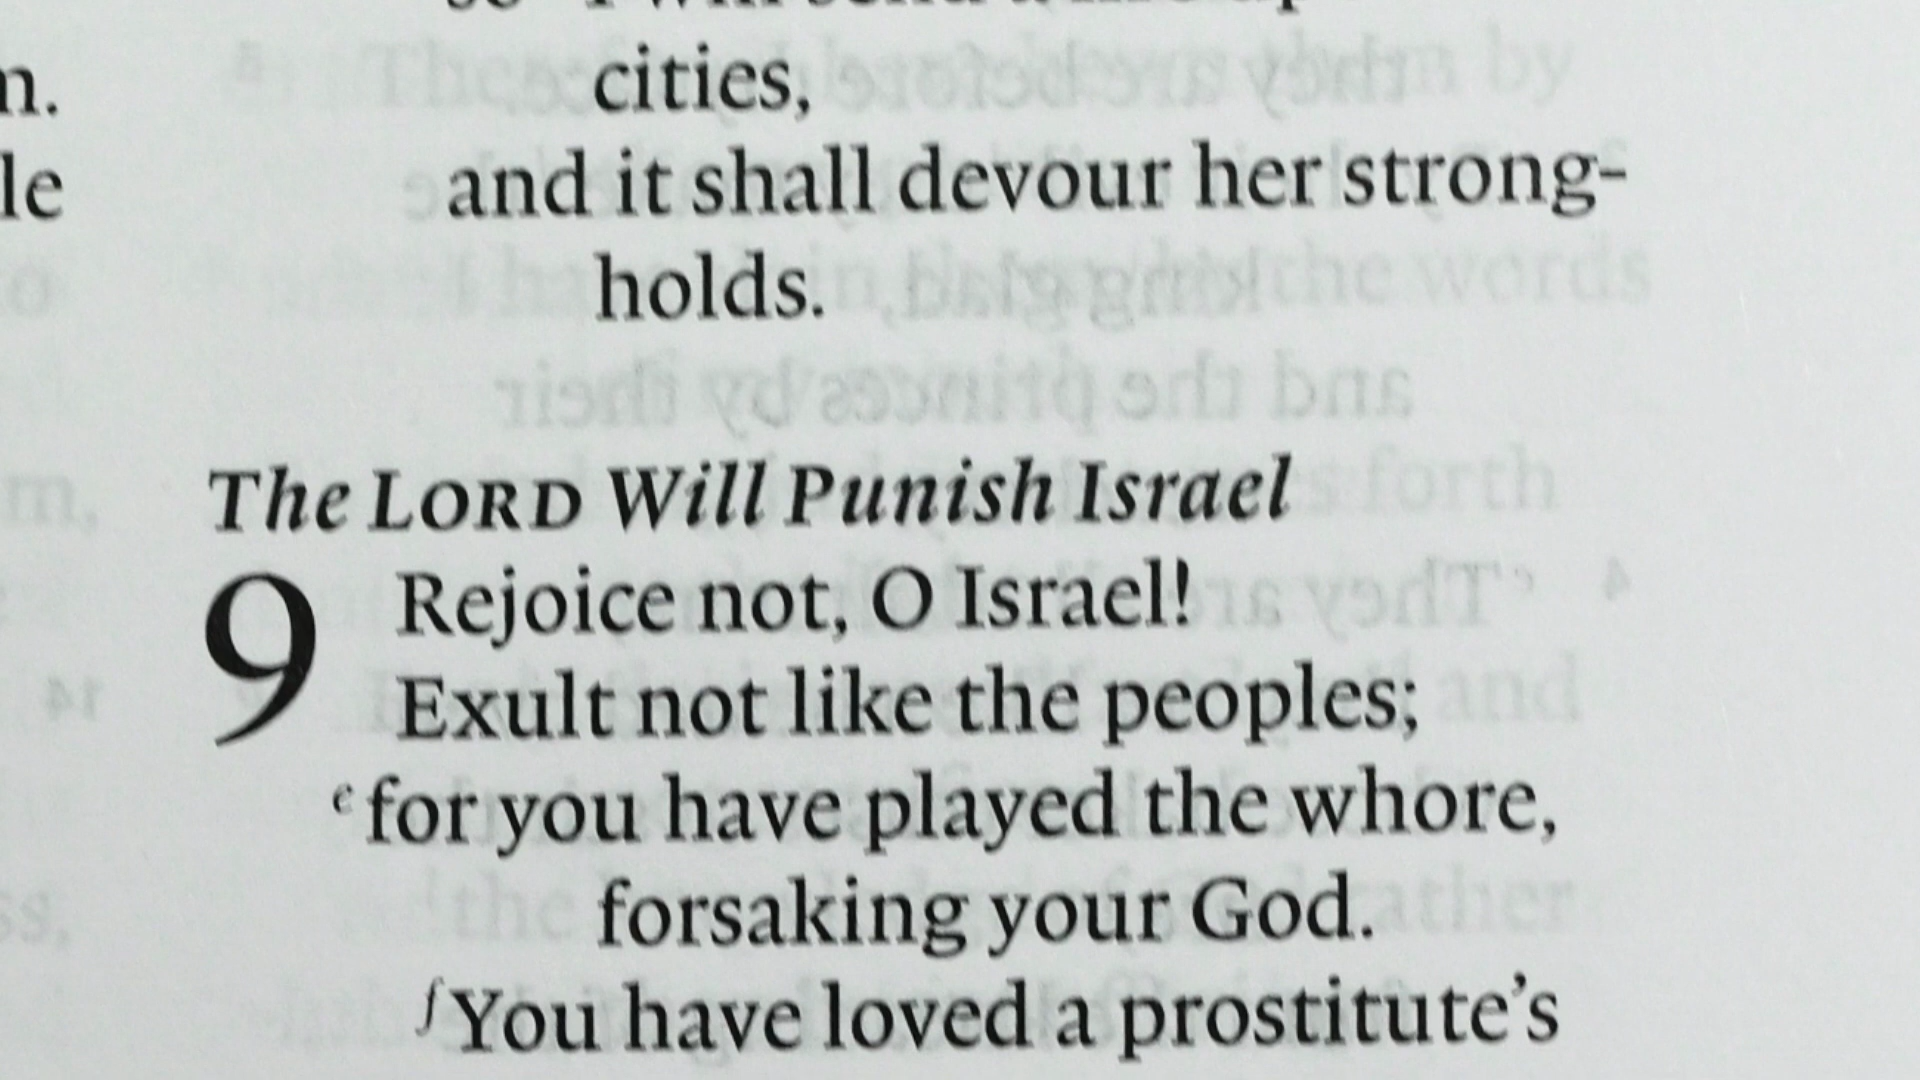 cities,
and it shall devour her strong-
holds.
The LORD Will Punish Israel
9 Rejoice not, O Israel!
Exult not like the peoples;
e for you have played the whore,
forsaking your God.
f You have loved a prostitute's
n.
le